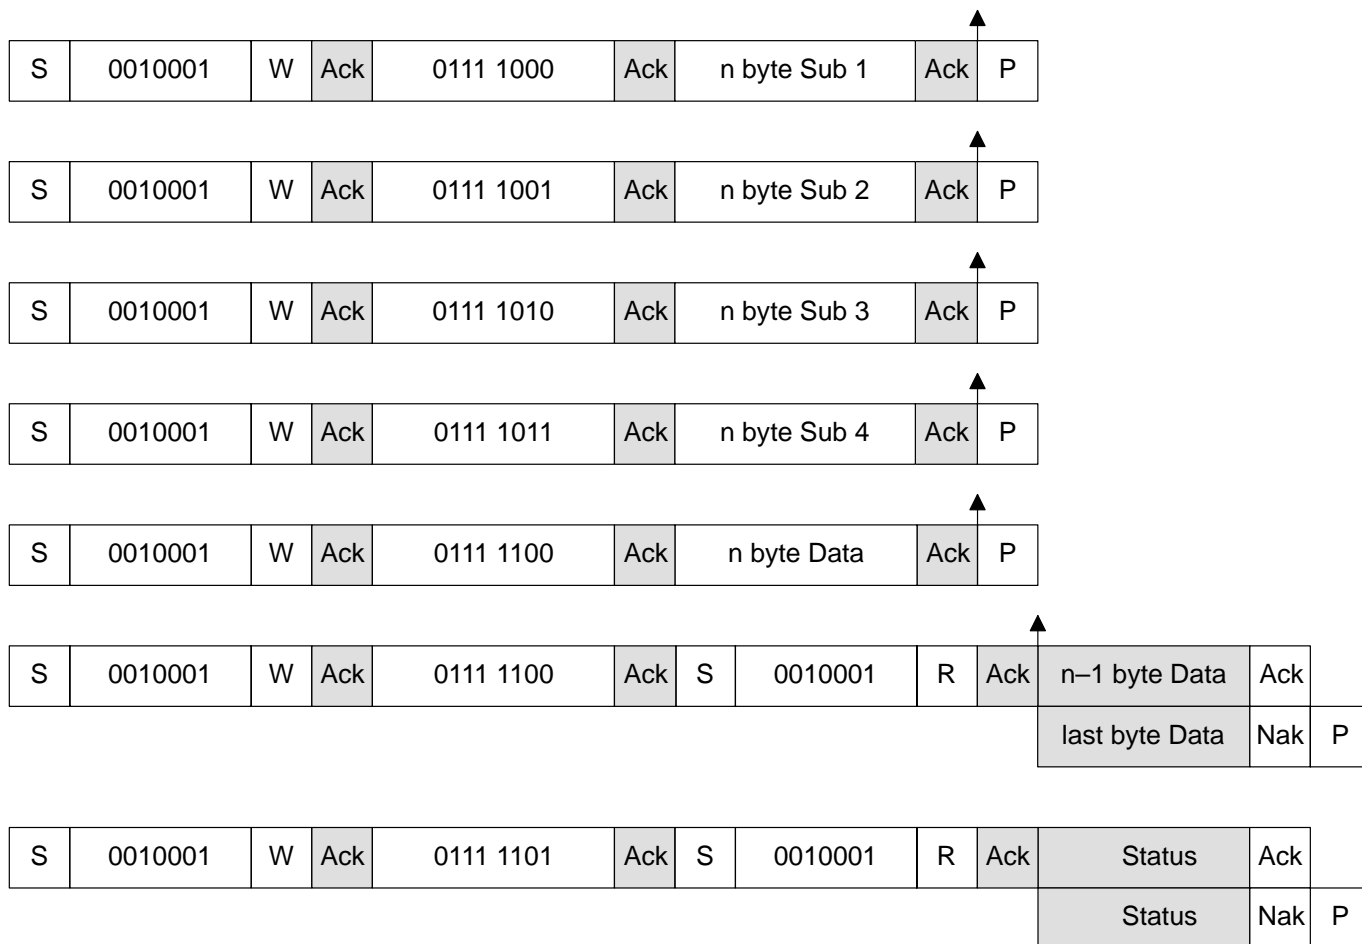 S 0010001 W Ack 0111 1000 Ack n byte Sub 1 Ack P
S 0010001 W Ack 0111 1001 Ack n byte Sub 2 Ack P
S 0010001 W Ack 0111 1010 Ack n byte Sub 3 Ack P
S 0010001 W Ack 0111 1011 Ack n byte Sub 4 Ack P
S 0010001 W Ack 0111 1100 Ack n byte Data Ack P
S 0010001 W Ack 0111 1100 Ack S 0010001 R Ack n–1 byte Data Ack
last byte Data Nak P
S 0010001 W Ack 0111 1101 Ack S 0010001 R Ack Status Ack
Status Nak P